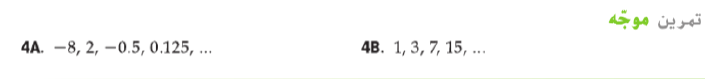 تمرين موجّه
4A. −8, 2, −0.5, 0.125, ... 4B. 1, 3, 7, 15, ...